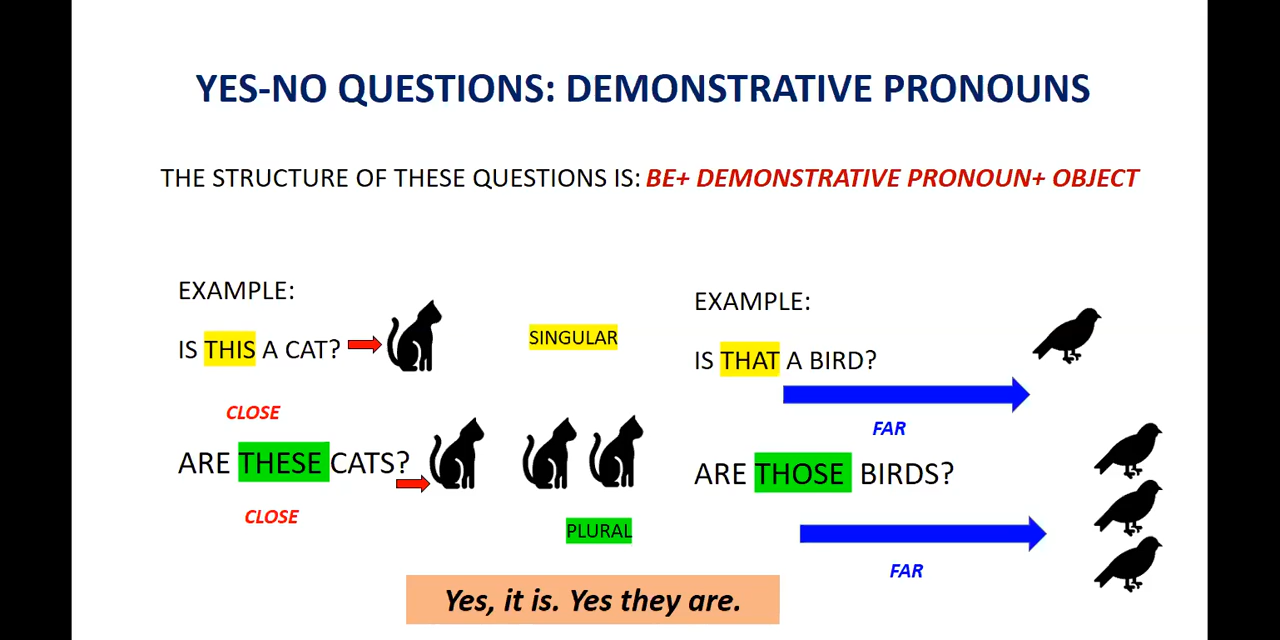 YES-NO QUESTIONS: DEMONSTRATIVE PRONOUNS
THE STRUCTURE OF THESE QUESTIONS IS: BE+ DEMONSTRATIVE PRONOUN+ OBJECT
EXAMPLE:
IS THIS A CAT?
SINGULAR
CLOSE
ARE THESE CATS?
CLOSE
PLURAL
EXAMPLE:
IS THAT A BIRD?
FAR
ARE THOSE BIRDS?
FAR
Yes, it is. Yes they are.